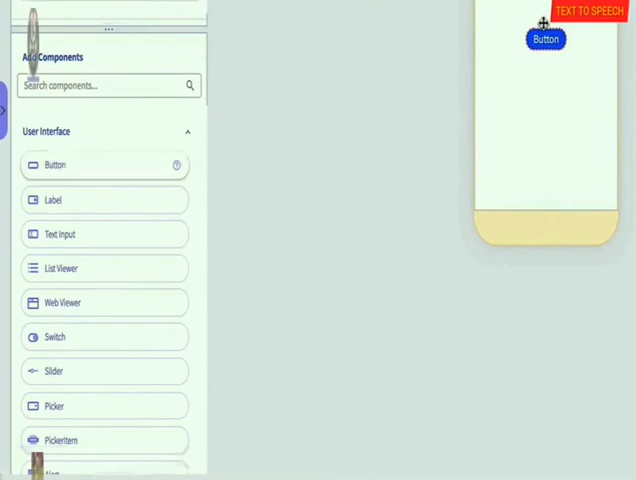 TEXT TO SPEECH
Button
Add Components
Search components...
User Interface
Button
Label
Text Input
List Viewer
Web Viewer
Switch
Slider
Picker
PickerItem
Alert